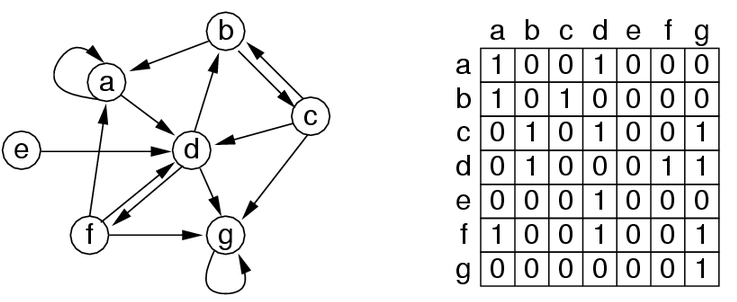 b
a
c
e
d
f
g
a b c d e f g
a 1 0 0 1 0 0 0
b 1 0 1 0 0 0 0
c 0 1 0 1 0 0 1
d 0 1 0 0 0 1 1
e 0 0 0 1 0 0 0
f 1 0 0 1 0 0 1
g 0 0 0 0 0 0 1